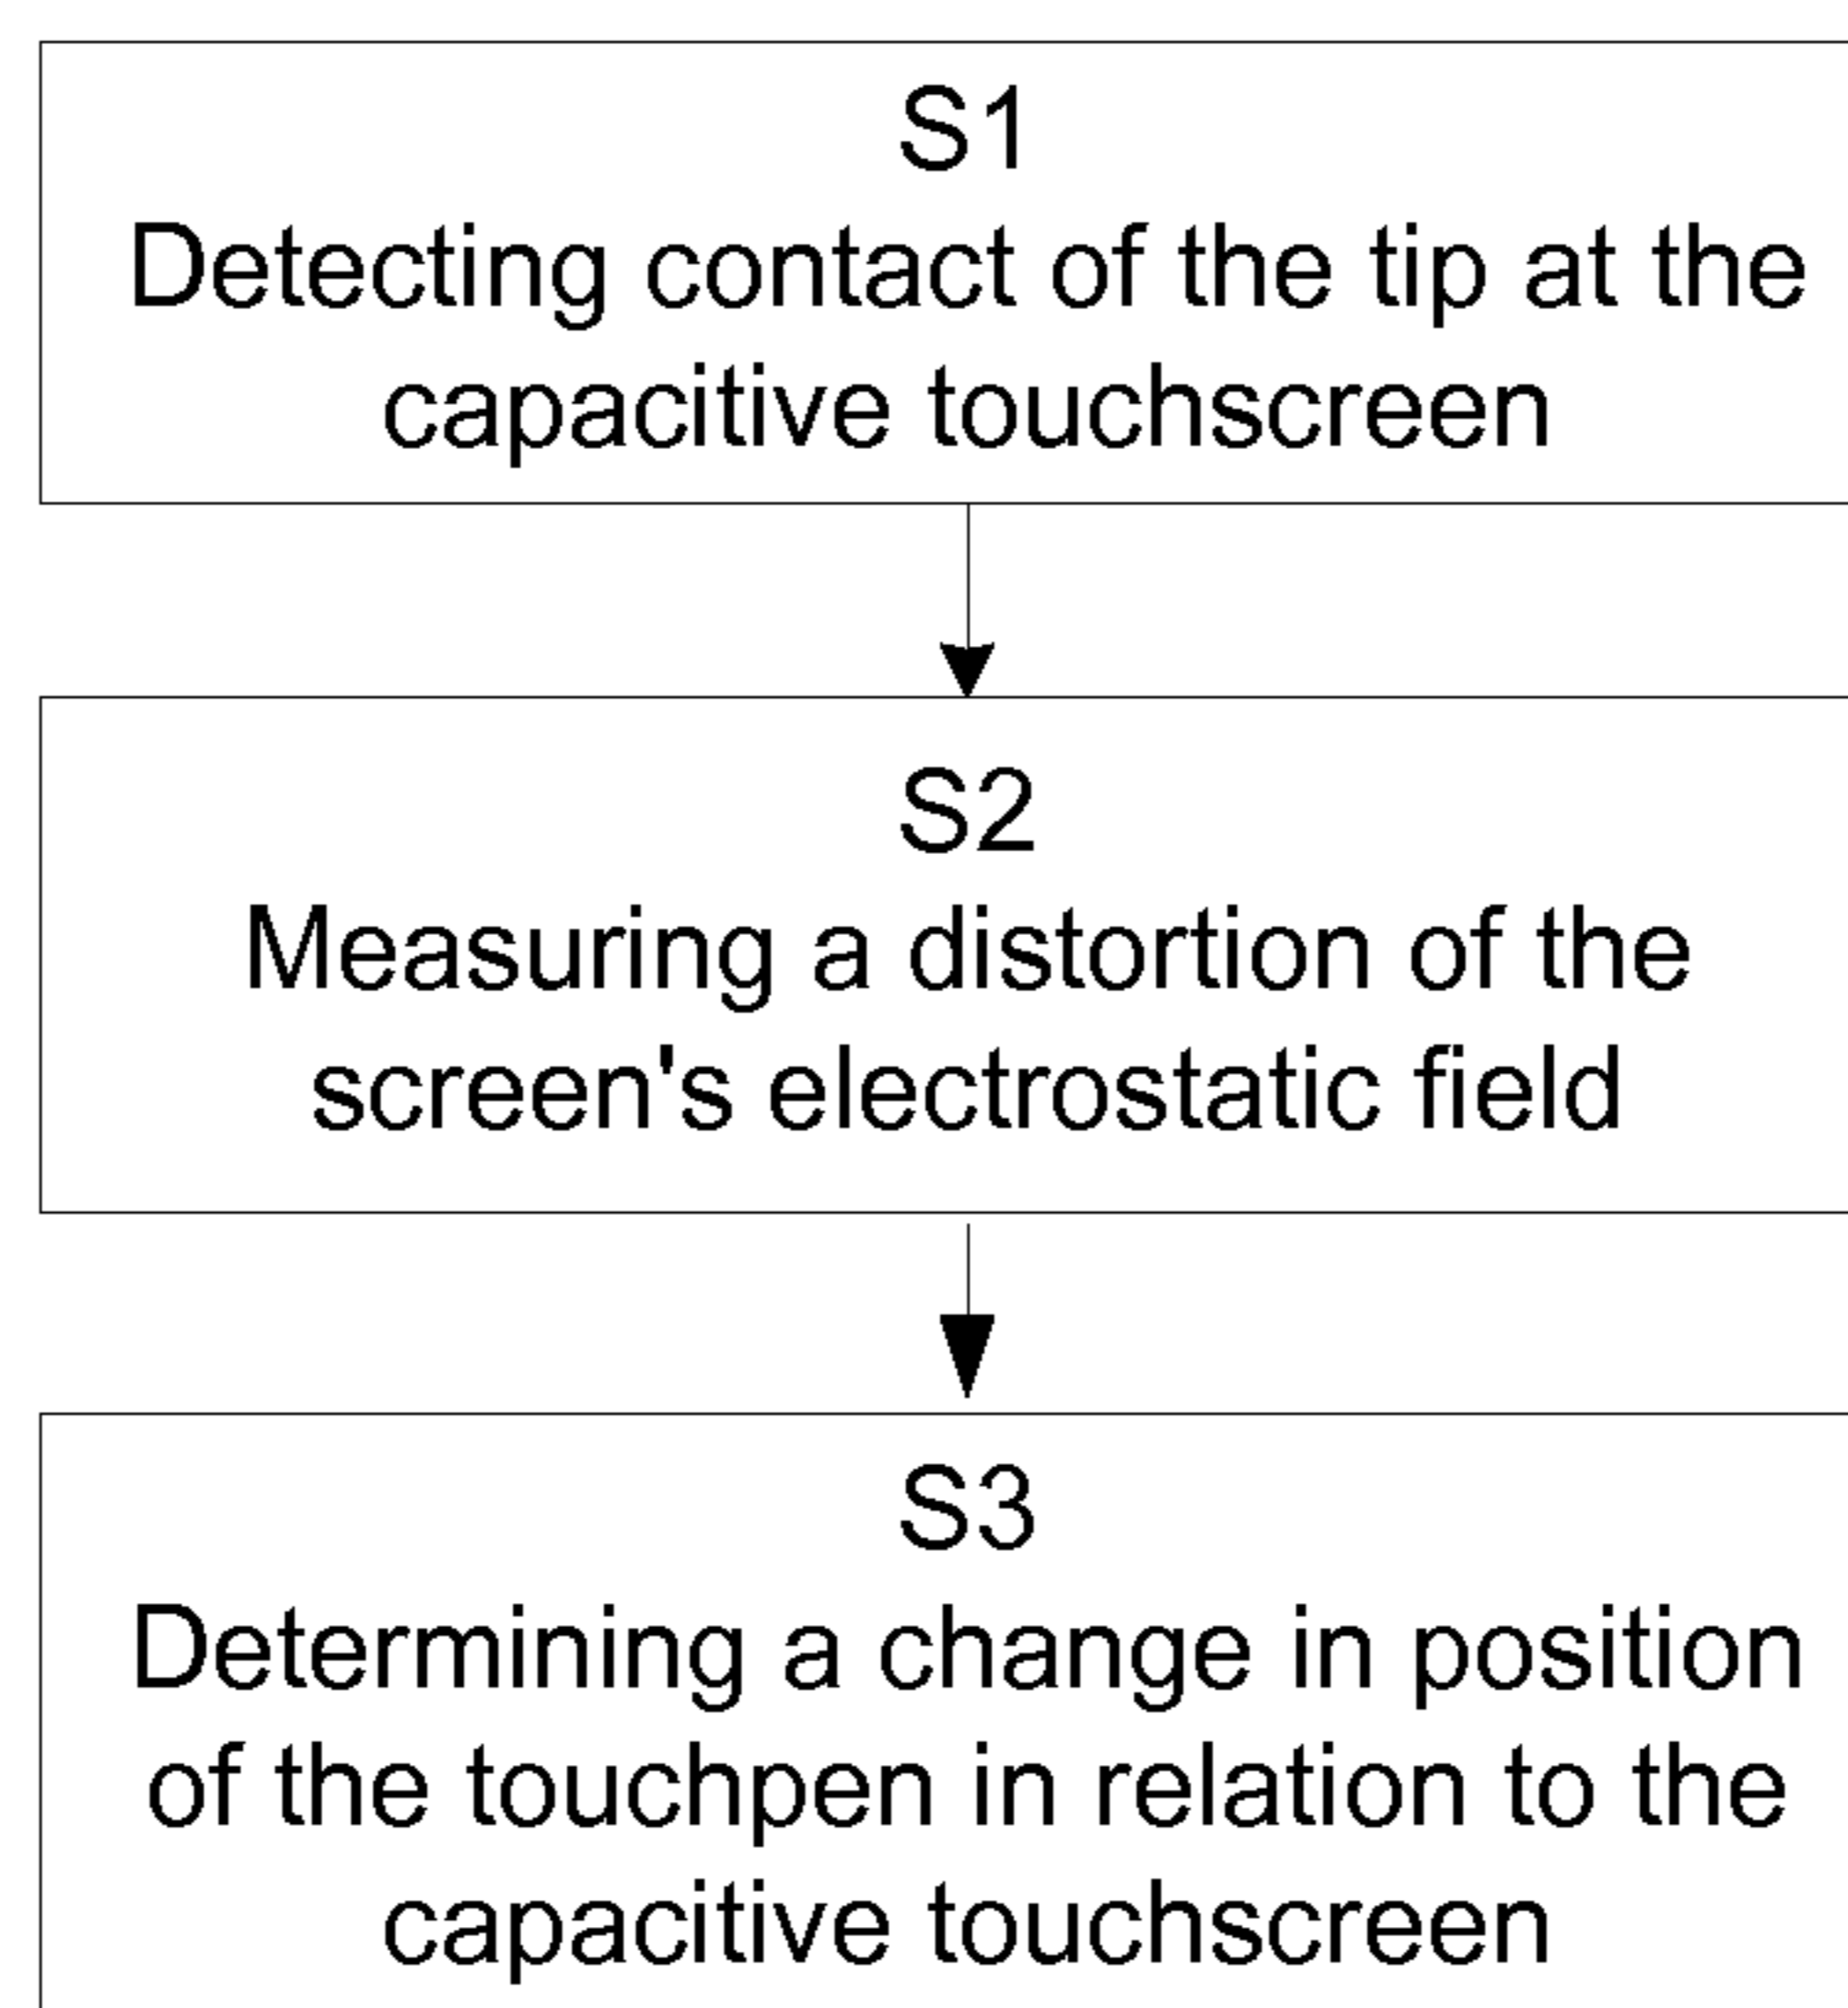 S1
Detecting contact of the tip at the
capacitive touchscreen
S2
Measuring a distortion of the
screen's electrostatic field
S3
Determining a change in position
of the touchpen in relation to the
capacitive touchscreen